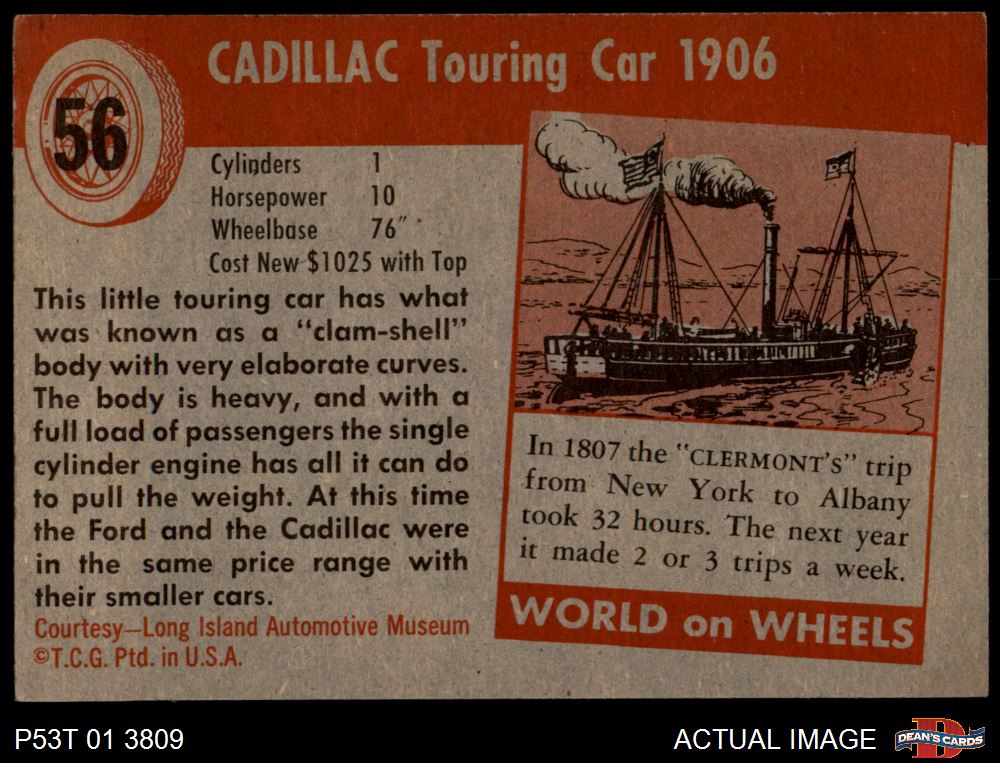 56
CADILLAC Touring Car 1906
Cylinders 1
Horsepower 10
Wheelbase 76"
Cost New $1025 with Top
This little touring car has what
was known as a "clam-shell"
body with very elaborate curves.
The body is heavy, and with a
full load of passengers the single
cylinder engine has all it can do
to pull the weight. At this time
the Ford and the Cadillac were
in the same price range with
their smaller cars.
Courtesy—Long Island Automotive Museum
©T.C.G. Ptd. in U.S.A.
In 1807 the "CLERMONT'S" trip
from New York to Albany
took 32 hours. The next year
it made 2 or 3 trips a week.
WORLD on WHEELS
P53T 01 3809
ACTUAL IMAGE
DEAN'S CARDS